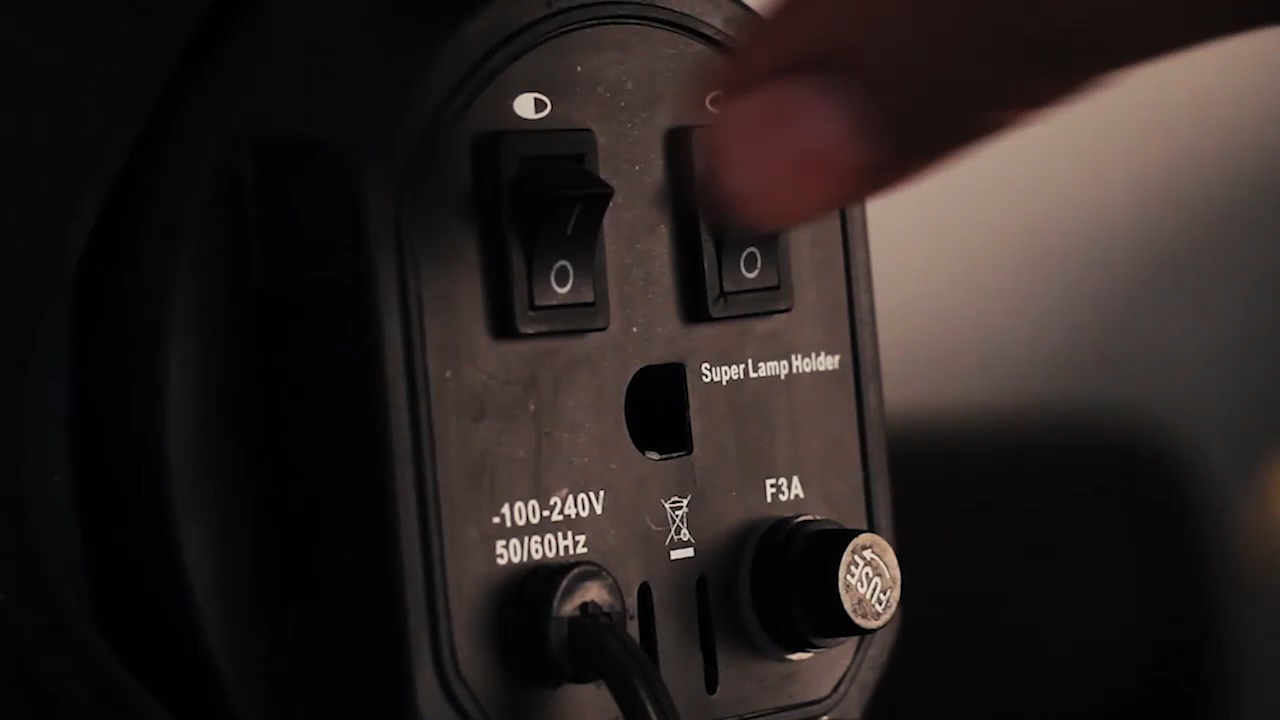 O
O
Super Lamp Holder
F3A
-100-240V
50/60Hz
FUSE